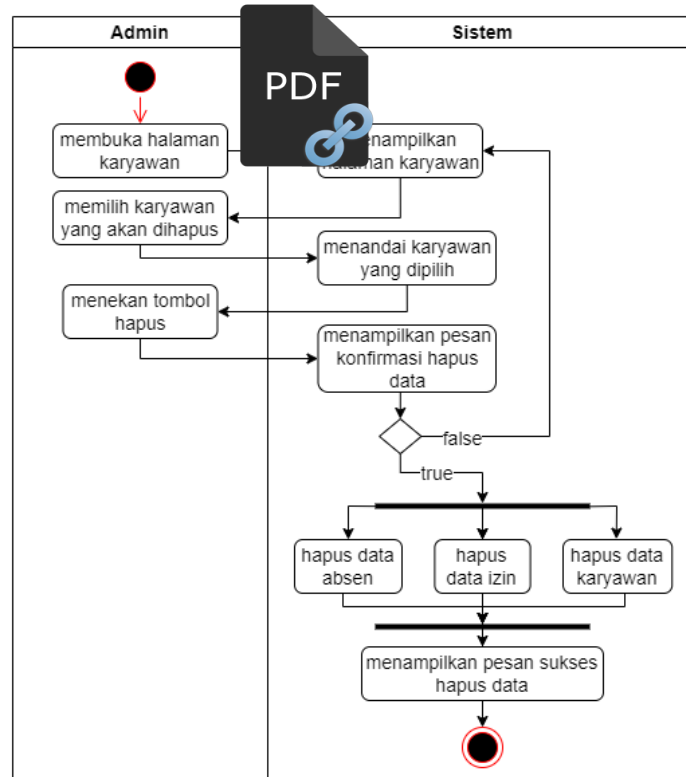 Admin
Sistem
PDF
membuka halaman
karyawan
karyawan
memilih karyawan
yang akan dihapus
menandai karyawan
yang dipilih
menekan tombol
hapus
menampilkan pesan
konfirmasi hapus
data
false
true
hapus data
absen
hapus
data izin
hapus data
karyawan
menampilkan pesan sukses
hapus data